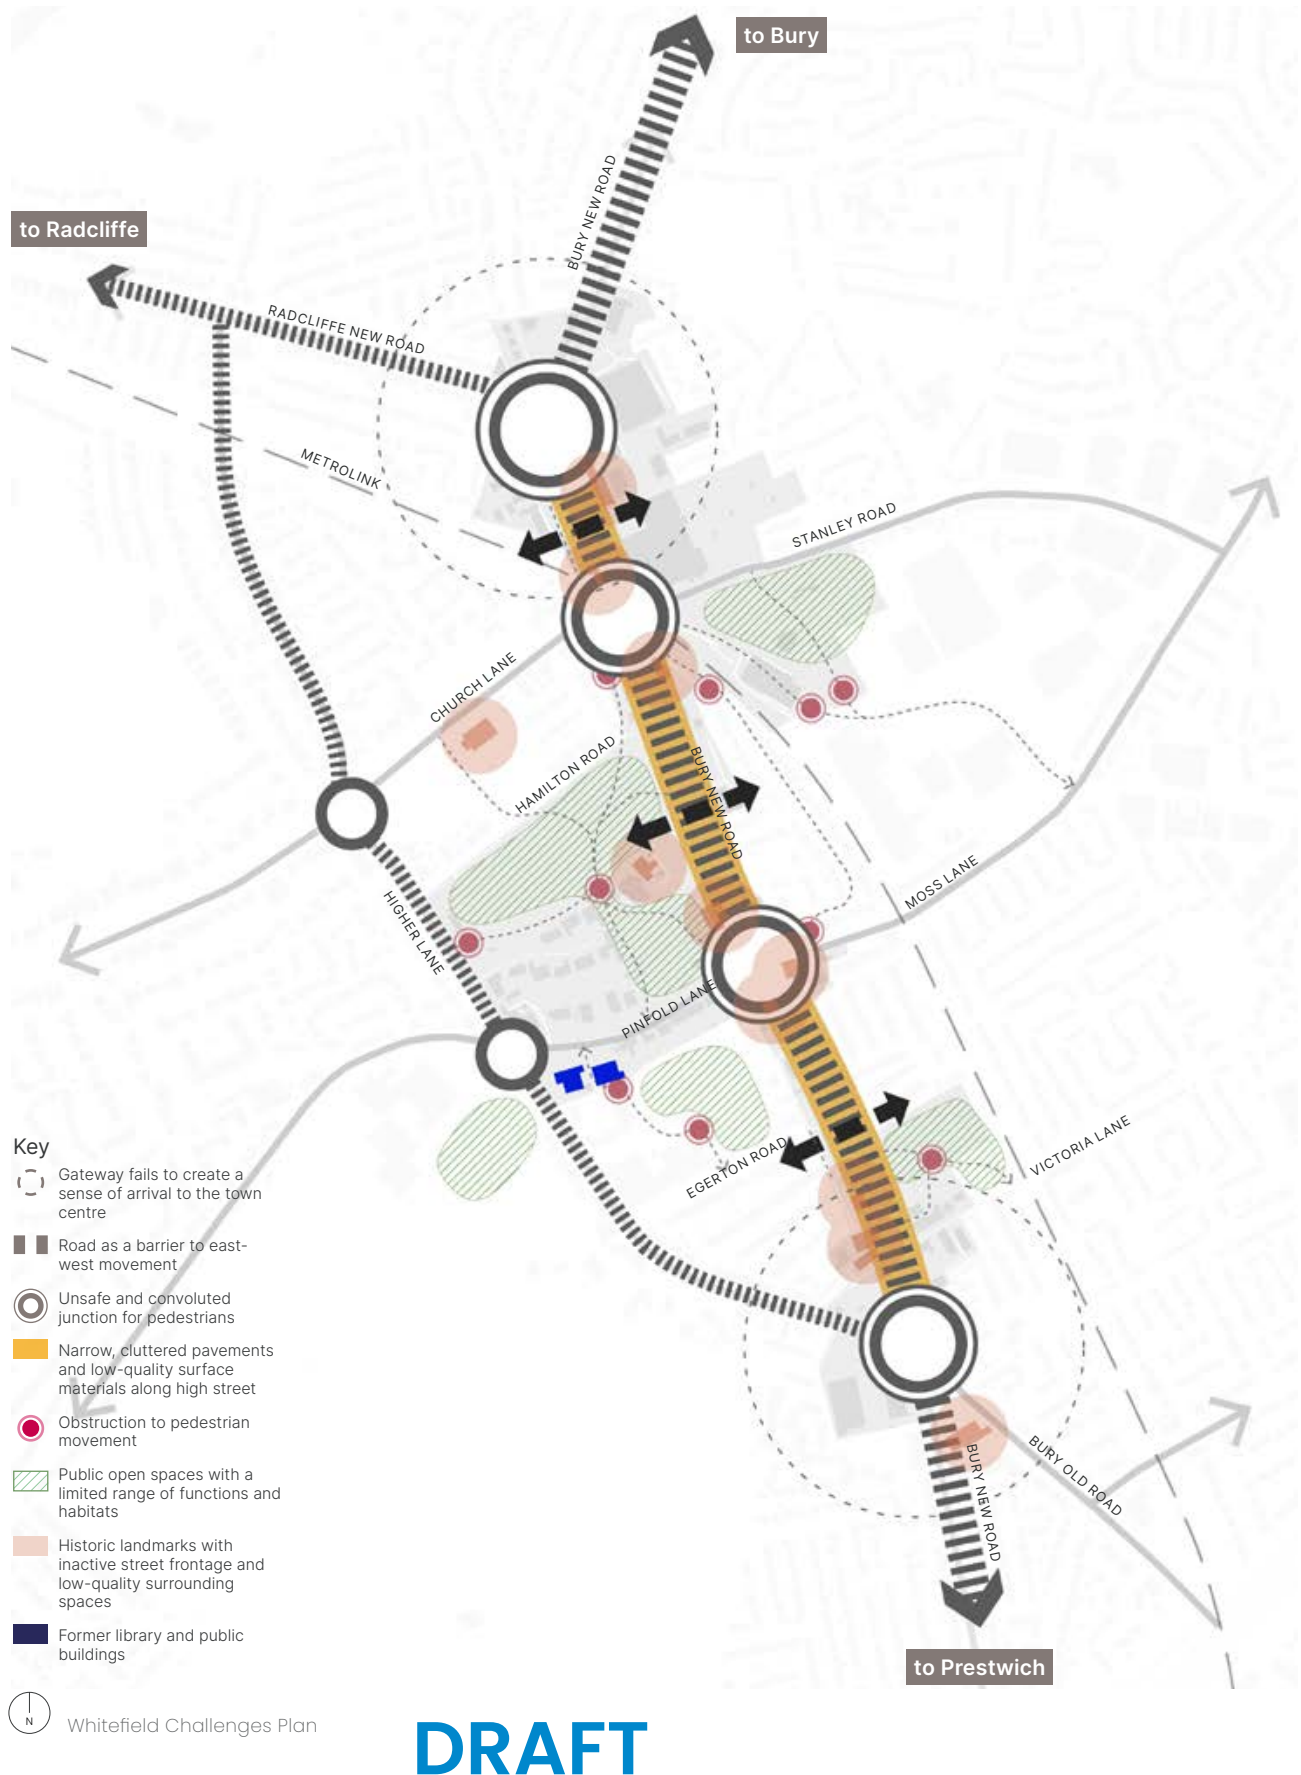 to Bury
BURY NEW ROAD
to Radcliffe
RADCLIFFE NEW ROAD
METROLINK
STANLEY ROAD
CHURCH LANE
HAMILTON ROAD
BURY NEW ROAD
MOSS LANE
HIGHER LANE
PINFOLD LANE
EGERTON ROAD
VICTORIA LANE
Key
Gateway fails to create a
sense of arrival to the town
centre
Road as a barrier to east-
west movement
Unsafe and convoluted
junction for pedestrians
Narrow, cluttered pavements
and low-quality surface
materials along high street
Obstruction to pedestrian
movement
Public open spaces with a
limited range of functions and
habitats
Historic landmarks with
inactive street frontage and
low-quality surrounding
spaces
Former library and public
buildings
BURY OLD ROAD
BURY NEW ROAD
to Prestwich
N
Whitefield Challenges Plan
DRAFT